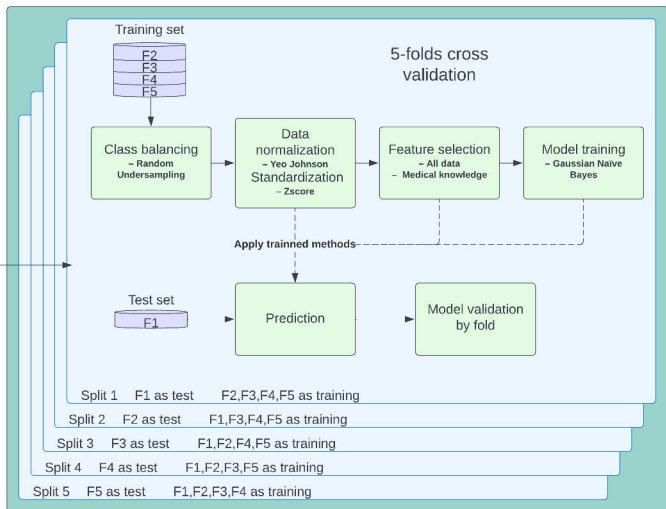 Training set
F2
F3
F4
F5
5-folds cross
validation
Class balancing
– Random
Undersampling
Data
normalization
– Yeo Johnson
Standardization
– Zscore
Feature selection
– All data
– Medical knowledge
Model training
– Gaussian Naïve
Bayes
Apply trainned methods
Test set
F1
Prediction
Model validation
by fold
Split 1 F1 as test F2,F3,F4,F5 as training
Split 2 F2 as test F1,F3,F4,F5 as training
Split 3 F3 as test F1,F2,F4,F5 as training
Split 4 F4 as test F1,F2,F3,F5 as training
Split 5 F5 as test F1,F2,F3,F4 as training